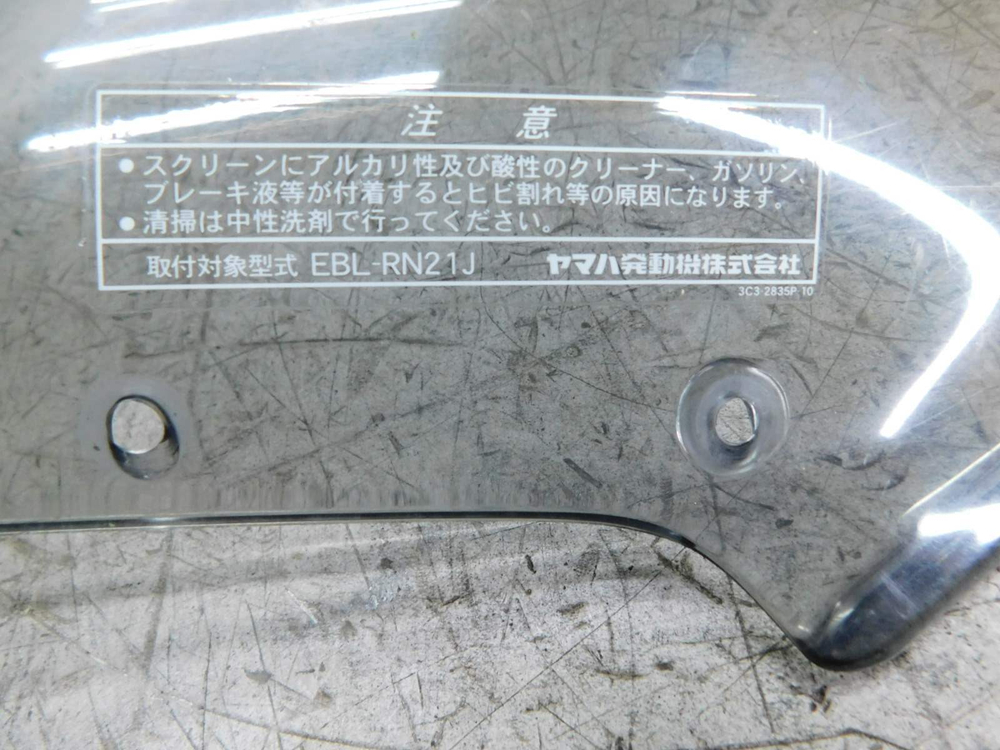 注 意
● スクリーンにアルカリ性及び酸性のクリーナー、ガソリン、
ブレーキ液等が付着するとヒビ割れ等の原因になります。
● 清掃は中性洗剤で行ってください。
取付対象型式 EBL-RN21J ヤマハ発動機株式会社
3C3-2835P-10